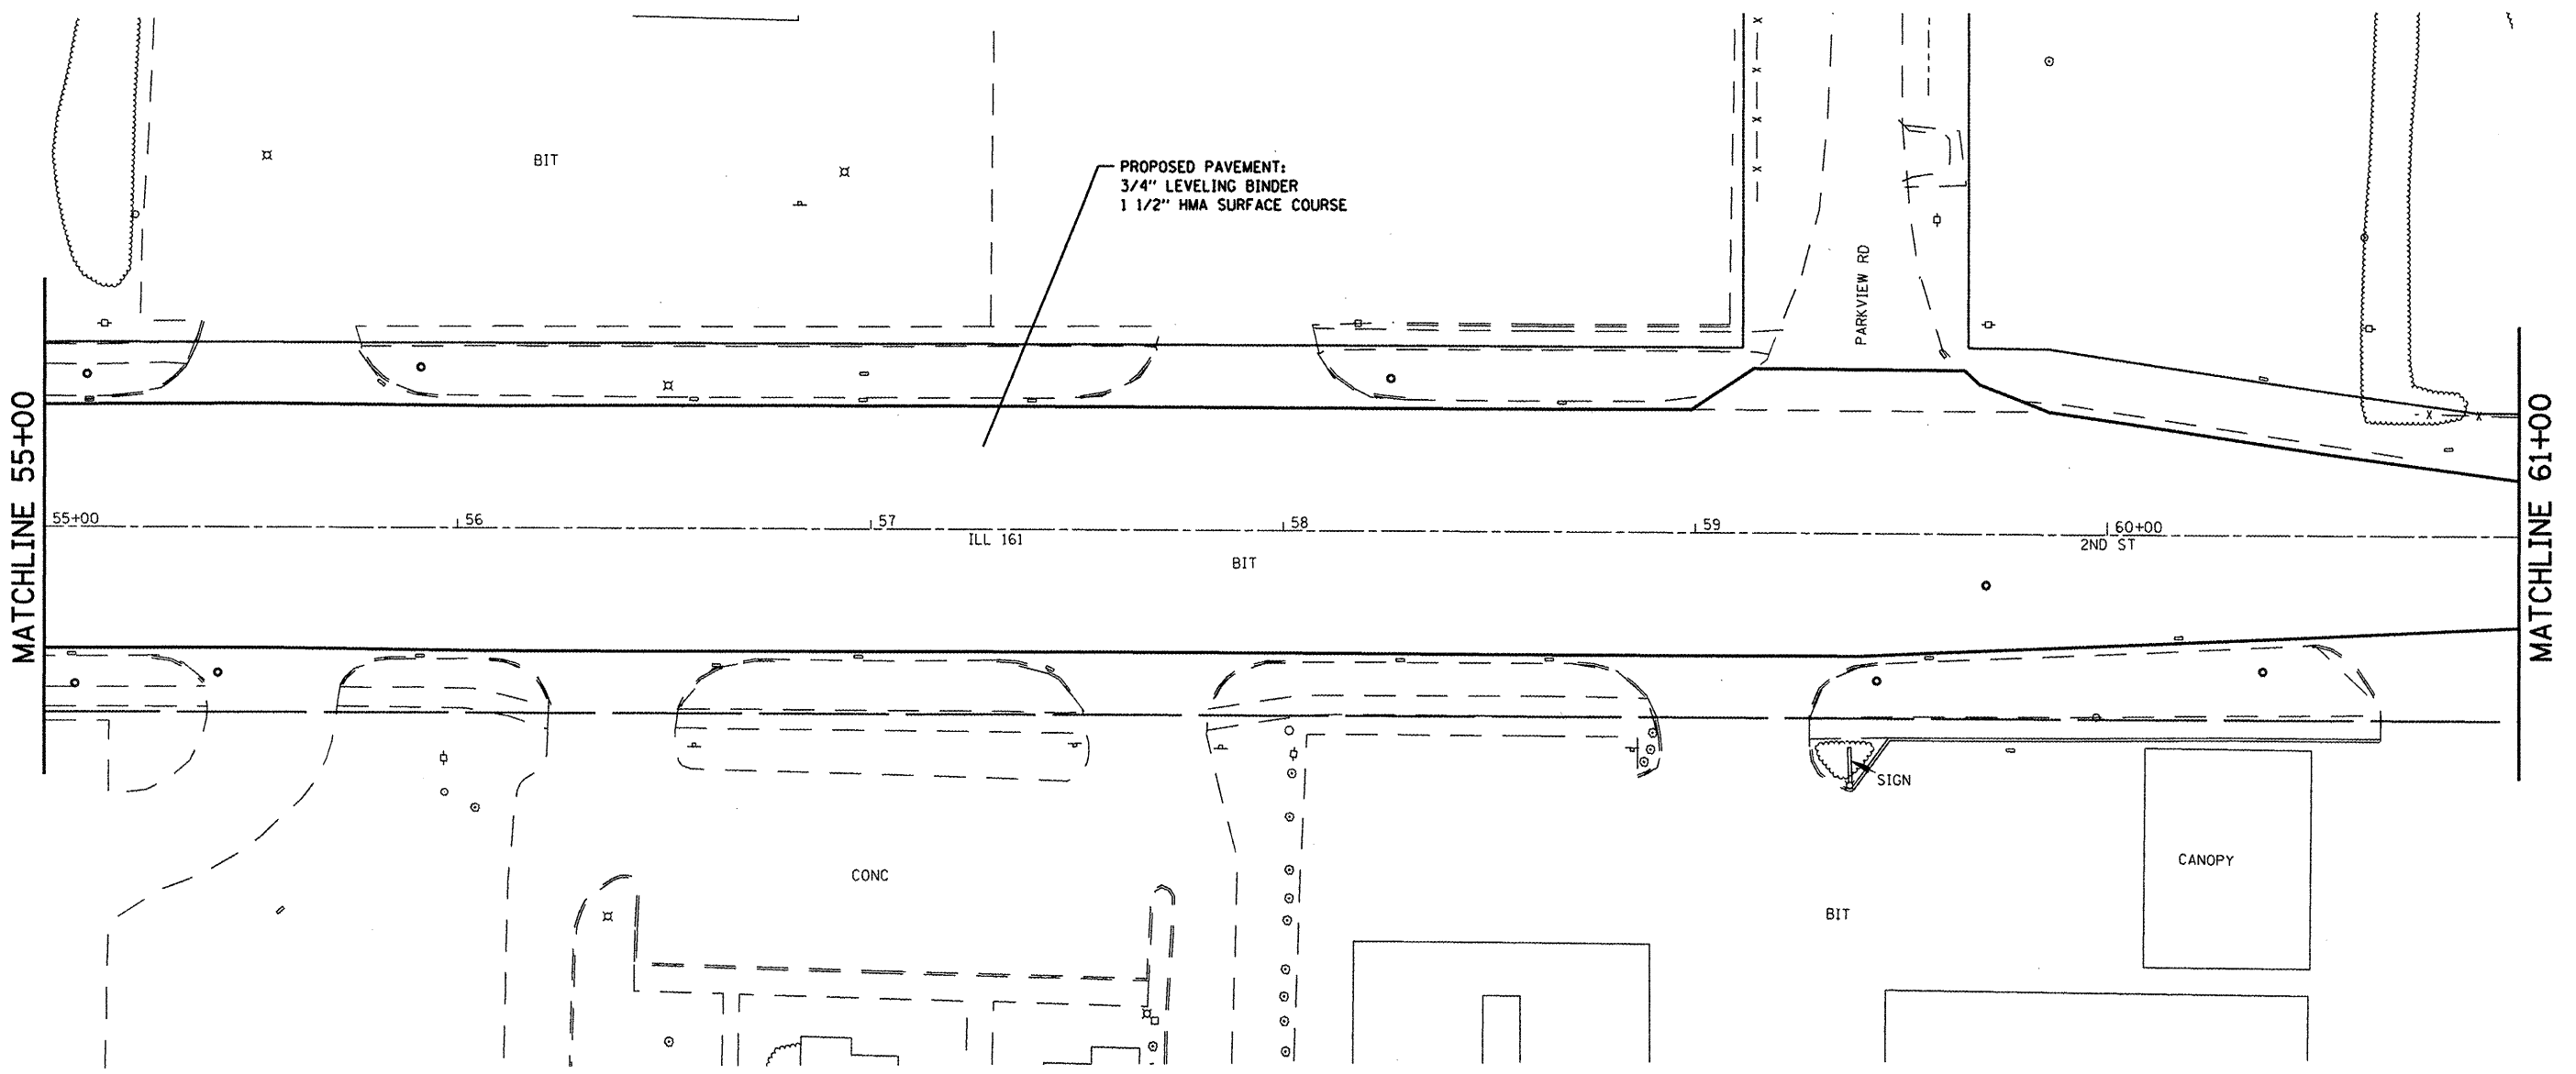 BIT
PROPOSED PAVEMENT:
3/4" LEVELING BINDER
1 1/2" HMA SURFACE COURSE
PARKVIEW RD
MATCHLINE 55+00
MATCHLINE 61+00
55+00
56
57
58
59
60+00
ILL 161
2ND ST
BIT
SIGN
CONC
CANOPY
BIT